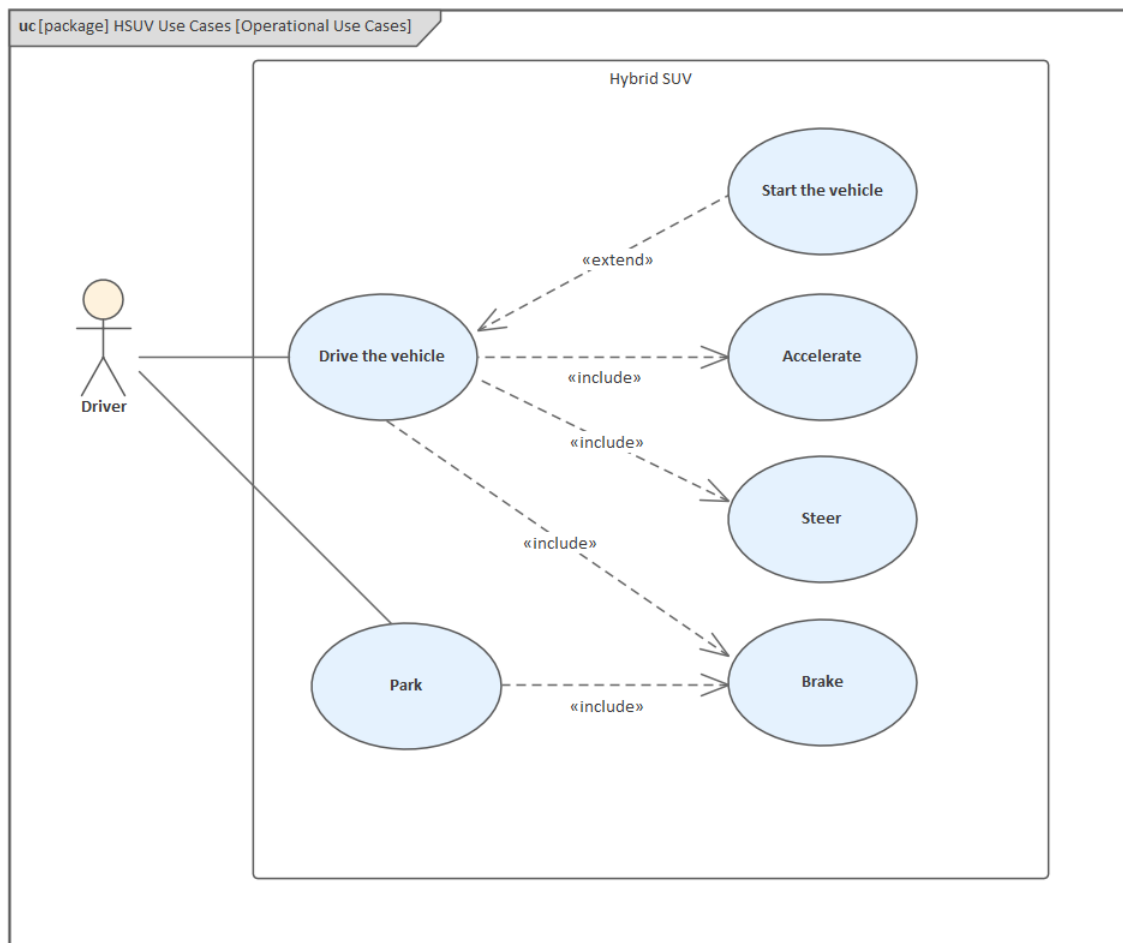 uc [package] HSUV Use Cases [Operational Use Cases]
Hybrid SUV
Start the vehicle
«extend»
Drive the vehicle
Accelerate
«include»
Driver
«include»
Steer
«include»
Park
Brake
«include»